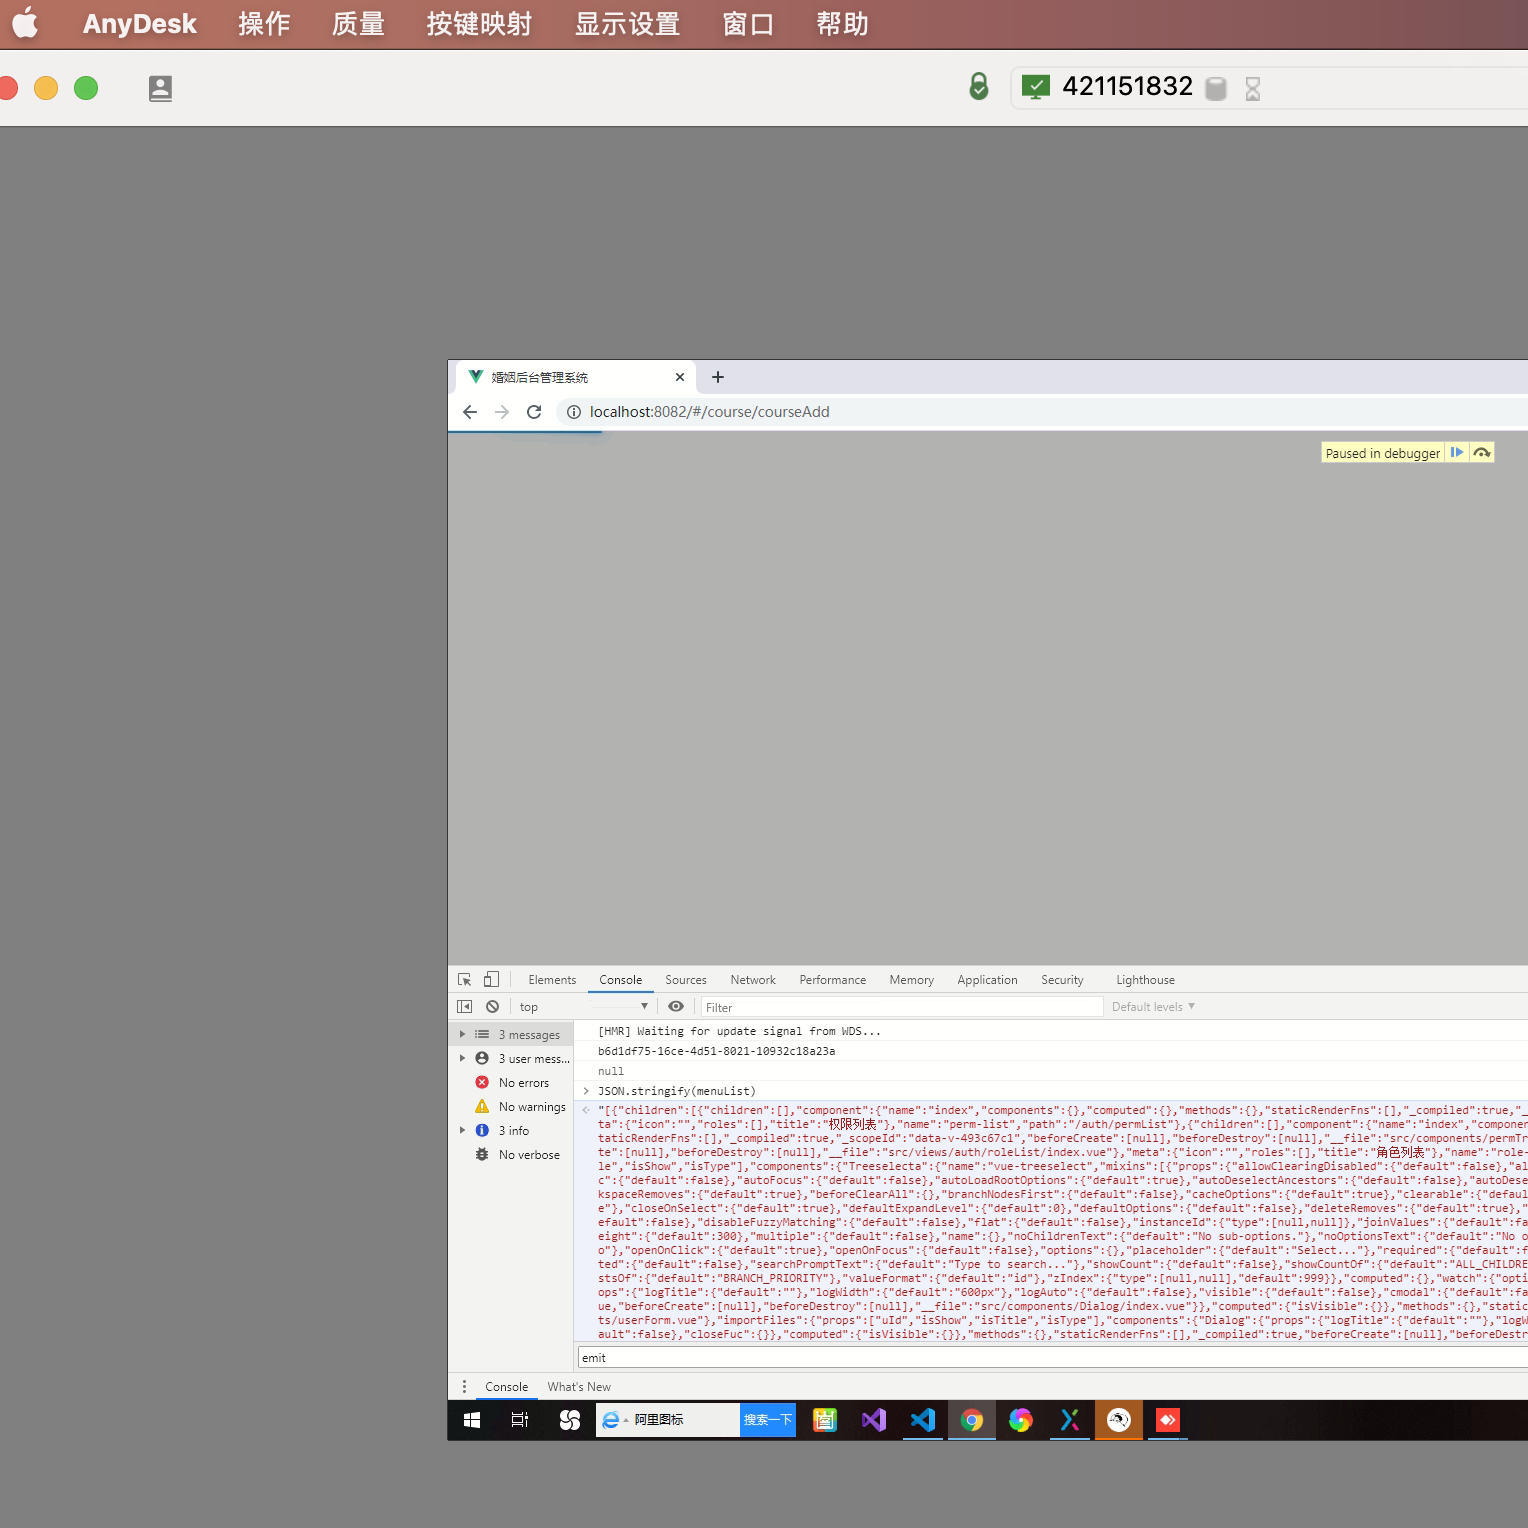 AnyDesk 操作 质量 按键映射 显示设置 窗口 帮助
421151832
婚姻后台管理系统
localhost:8082/#/course/courseAdd
Paused in debugger
Elements Console Sources Network Performance Memory Application Security Lighthouse
top Filter Default levels
3 messages
3 user mess...
No errors
No warnings
3 info
No verbose
[HMR] Waiting for update signal from WDS...
b6d1df75-16ce-4d51-8021-10932c18a23a
null
JSON.stringify(menuList)
"[{"children":[{"children":[],"component":{"name":"index","components":{},"computed":{},"methods":{},"staticRenderFns":[],"_compiled":true,"_
ta":{"icon":"","roles":[],"title":"权限列表"},"name":"perm-list","path":"/auth/permList"},{"children":[],"component":{"name":"index","componen
taticRenderFns":[],"_compiled":true,"_scopeId":"data-v-493c67c1","beforeCreate":[null],"beforeDestroy":[null],"__file":"src/components/permTr
te":[null],"beforeDestroy":[null],"__file":"src/views/auth/roleList/index.vue"},"meta":{"icon":"","roles":[],"title":"角色列表"},"name":"role-
le","isShow","isType"],"components":{"Treeselecta":{"name":"vue-treeselect","mixins":[{"props":{"allowClearingDisabled":{"default":false},"al
c":{"default":false},"autoFocus":{"default":false},"autoLoadRootOptions":{"default":true},"autoDeselectAncestors":{"default":false},"autoDese
kspaceRemoves":{"default":true},"beforeClearAll":{},"branchNodesFirst":{"default":false},"cacheOptions":{"default":true},"clearable":{"defaul
e"},"closeOnSelect":{"default":true},"defaultExpandLevel":{"default":0},"defaultOptions":{"default":false},"deleteRemoves":{"default":true},"
efault":false},"disableFuzzyMatching":{"default":false},"flat":{"default":false},"instanceId":{"type":[null,null]},"joinValues":{"default":fa
eight":{"default":300},"multiple":{"default":false},"name":{},"noChildrenText":{"default":"No sub-options."},"noOptionsText":{"default":"No o
o"},"openOnClick":{"default":true},"openOnFocus":{"default":false},"options":{},"placeholder":{"default":"Select..."},"required":{"default":f
ted":{"default":false},"searchPromptText":{"default":"Type to search..."},"showCount":{"default":false},"showCountOf":{"default":"ALL_CHILDRE
stsOf":{"default":"BRANCH_PRIORITY"},"valueFormat":{"default":"id"},"zIndex":{"type":[null,null],"default":999}},"computed":{},"watch":{"opti
ops":{"logTitle":{"default":""},"logWidth":{"default":"600px"},"logAuto":{"default":false},"visible":{"default":false},"cmodal":{"default":fa
ue,"beforeCreate":[null],"beforeDestroy":[null],"__file":"src/components/Dialog/index.vue"}},"computed":{"isVisible":{}},"methods":{},"static
ts/userForm.vue"},"importFiles":{"props":["uId","isShow","isTitle","isType"],"components":{"Dialog":{"props":{"logTitle":{"default":""},"logW
ault":false},"closeFuc":{}},"computed":{"isVisible":{}},"methods":{},"staticRenderFns":[],"_compiled":true,"beforeCreate":[null],"beforeDestr
emit
Console What's New
阿里图标 搜索一下